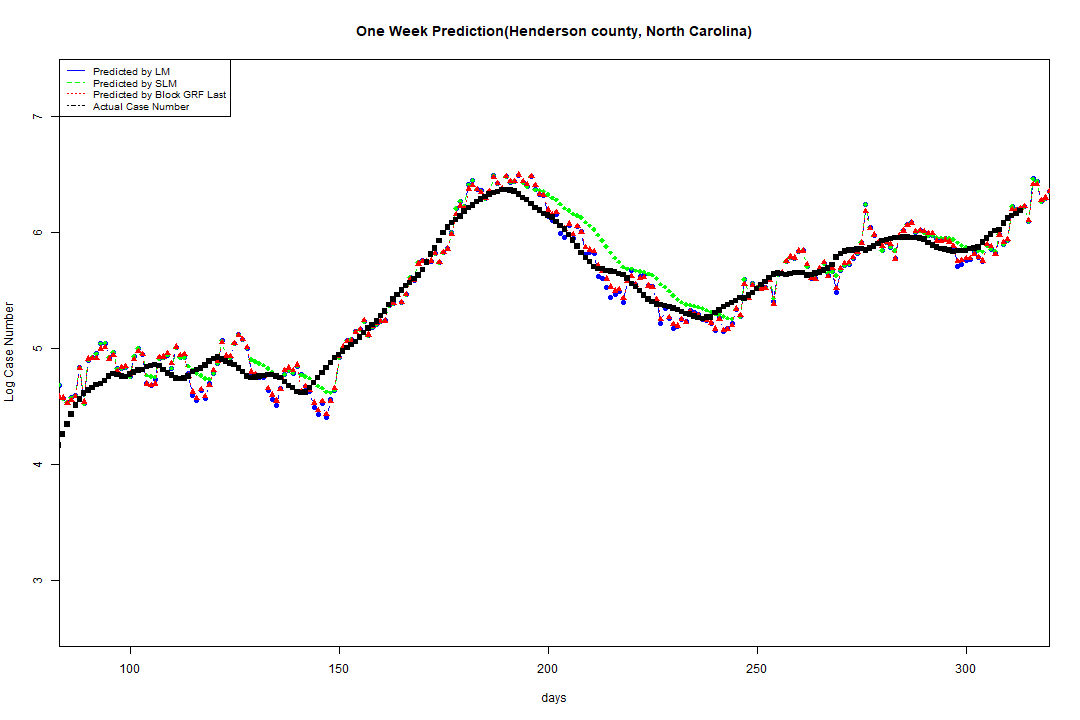 One Week Prediction(Henderson county, North Carolina)
Predicted by LM
Predicted by SLM
Predicted by Block GRF Last
Actual Case Number
7
6
5
4
3
Log Case Number
100 150 200 250 300
days